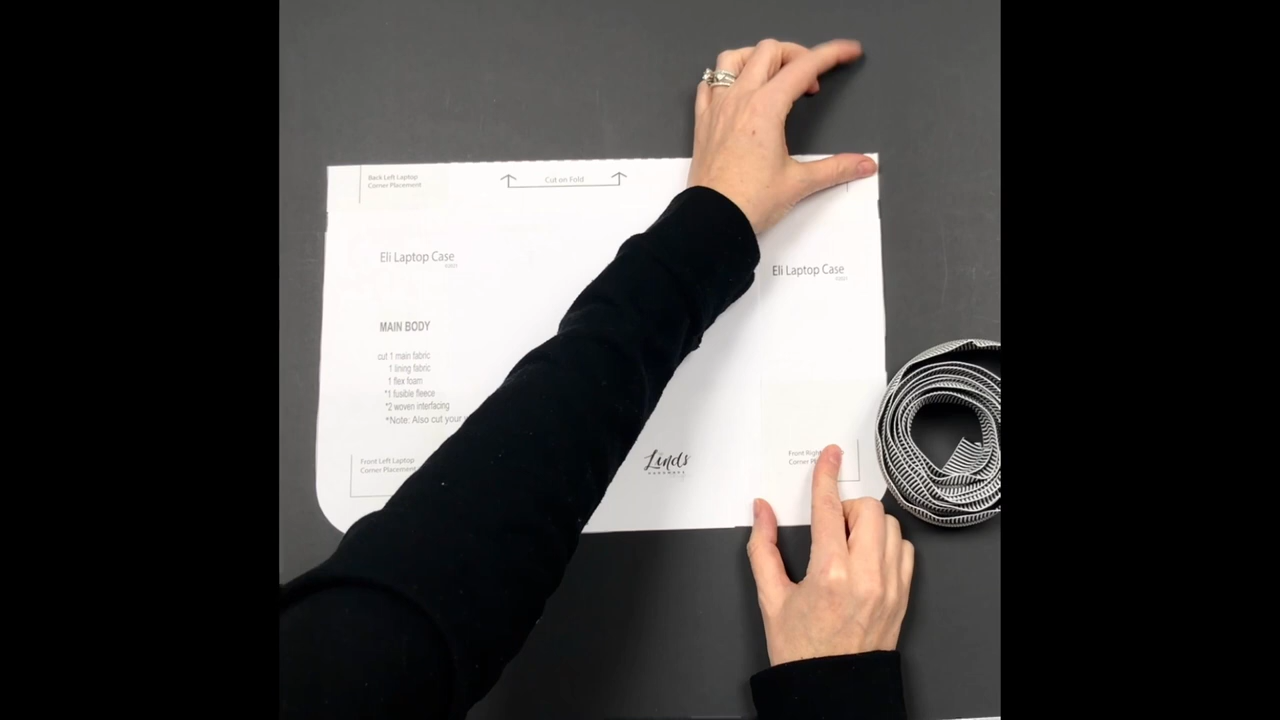 Back Left Laptop
Corner Placement
Cut on Fold
Eli Laptop Case
©2021
Eli Laptop Case
MAIN BODY
cut 1 main fabric
1 lining fabric
1 flex foam
*1 fusible fleece
*2 woven interfacing
*Note: Also cut your
Front Left Laptop
Corner Placement
Linds
HANDMADE
Front Right
Corner